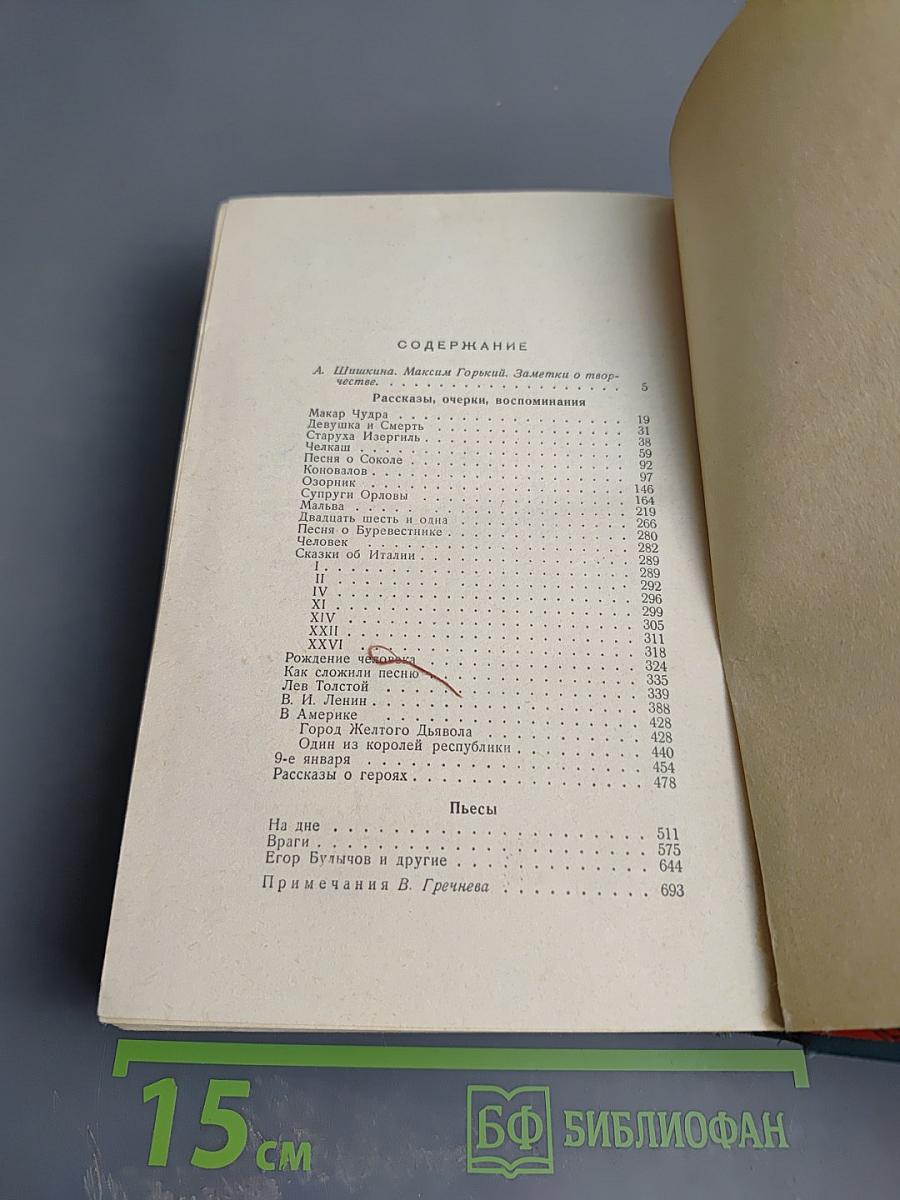 СОДЕРЖАНИЕ
А. Шишкина. Максим Горький. Заметки о твор-
честве. . . . . . . . . . . . . . . . . . . . 5
Рассказы, очерки, воспоминания
Макар Чудра . . . . . . . . . . . . . . . . . 19
Девушка и Смерть . . . . . . . . . . . . . . . 31
Старуха Изергиль . . . . . . . . . . . . . . . 38
Челкаш . . . . . . . . . . . . . . . . . . . 59
Песня о Соколе . . . . . . . . . . . . . . . . 92
Коновалов . . . . . . . . . . . . . . . . . . 97
Озорник . . . . . . . . . . . . . . . . . . . 146
Супруги Орловы . . . . . . . . . . . . . . . . 164
Мальва . . . . . . . . . . . . . . . . . . . 219
Двадцать шесть и одна . . . . . . . . . . . . . 266
Песня о Буревестнике . . . . . . . . . . . . . 280
Человек . . . . . . . . . . . . . . . . . . . 282
Сказки об Италии . . . . . . . . . . . . . . . 289
I . . . . . . . . . . . . . . . . . . . . 289
II . . . . . . . . . . . . . . . . . . . . 292
IV . . . . . . . . . . . . . . . . . . . . 296
XI . . . . . . . . . . . . . . . . . . . . 299
XIV . . . . . . . . . . . . . . . . . . . 305
XXII . . . . . . . . . . . . . . . . . . . 311
XXVI . . . . . . . . . . . . . . . . . . . 318
Рождение человека . . . . . . . . . . . . . . . 324
Как сложили песню . . . . . . . . . . . . . . . 335
Лев Толстой . . . . . . . . . . . . . . . . . 339
В. И. Ленин . . . . . . . . . . . . . . . . . 388
В Америке . . . . . . . . . . . . . . . . . . 428
Город Желтого Дьявола . . . . . . . . . . . . 428
Один из королей республики . . . . . . . . . . 440
9-е января . . . . . . . . . . . . . . . . . . 454
Рассказы о героях . . . . . . . . . . . . . . . 478
Пьесы
На дне . . . . . . . . . . . . . . . . . . . 511
Враги . . . . . . . . . . . . . . . . . . . . 575
Егор Булычов и другие . . . . . . . . . . . . . 644
Примечания В. Гречнева . . . . . . . . . . . . 693
15 см
БФ БИБЛИОФАН